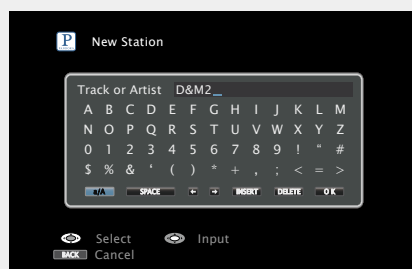 P New Station
Track or Artist D&M2_
A B C D E F G H I J K L M
N O P Q R S T U V W X Y Z
0 1 2 3 4 5 6 7 8 9 ! “ #
$ % & ‘ ( ) * + , ; < = >
a/A SPACE ← → INSERT DELETE OK
Select Input
BACK Cancel